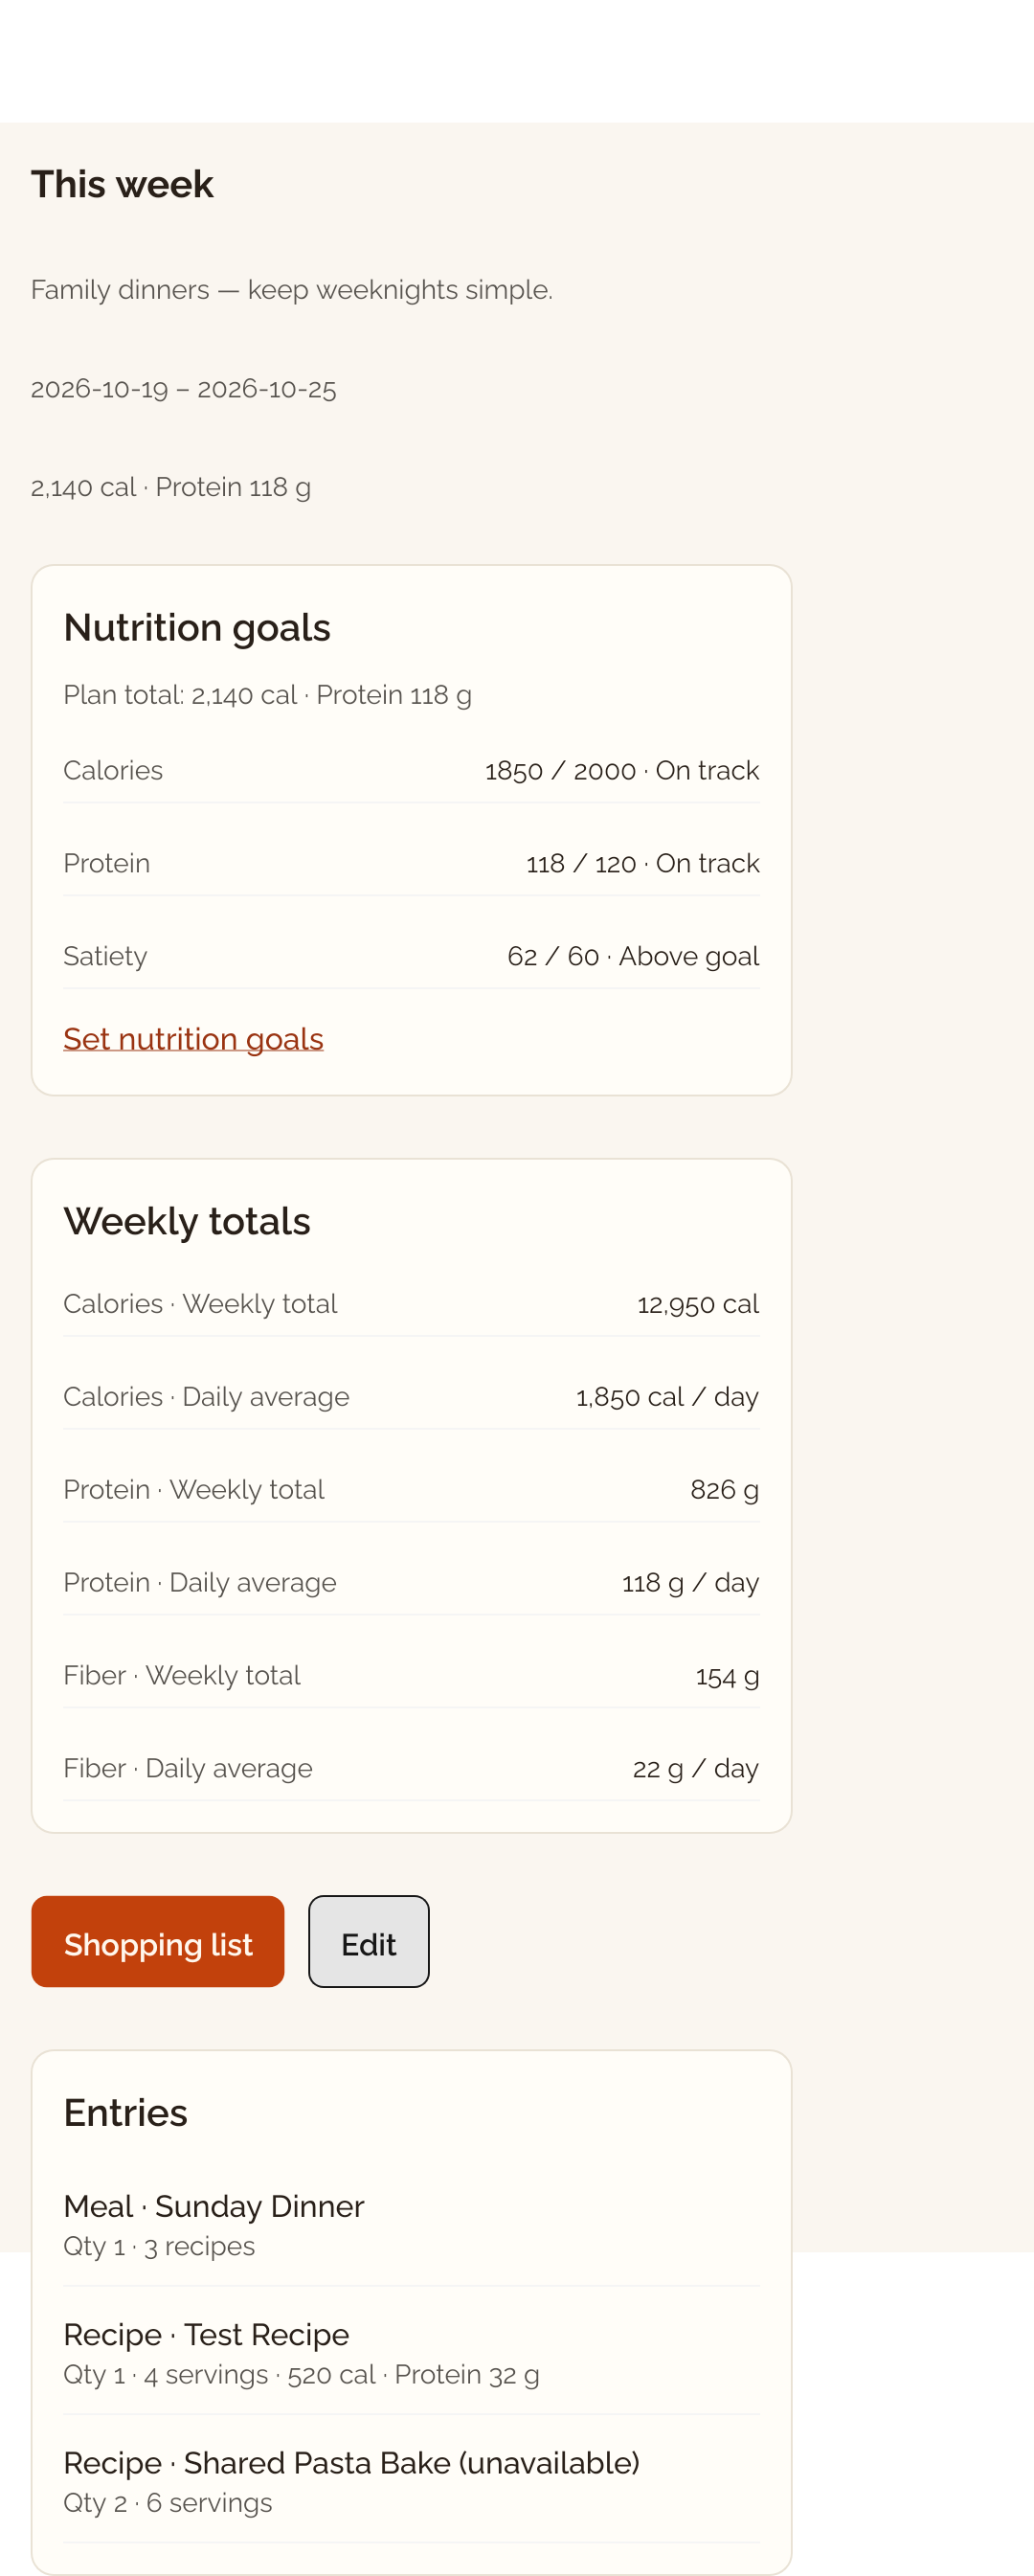 This week
Family dinners — keep weeknights simple.
2026-10-19 – 2026-10-25
2,140 cal · Protein 118 g
Nutrition goals
Plan total: 2,140 cal · Protein 118 g
Calories 1850 / 2000 · On track
Protein 118 / 120 · On track
Satiety 62 / 60 · Above goal
Set nutrition goals
Weekly totals
Calories · Weekly total 12,950 cal
Calories · Daily average 1,850 cal / day
Protein · Weekly total 826 g
Protein · Daily average 118 g / day
Fiber · Weekly total 154 g
Fiber · Daily average 22 g / day
Shopping list Edit
Entries
Meal · Sunday Dinner
Qty 1 · 3 recipes
Recipe · Test Recipe
Qty 1 · 4 servings · 520 cal · Protein 32 g
Recipe · Shared Pasta Bake (unavailable)
Qty 2 · 6 servings